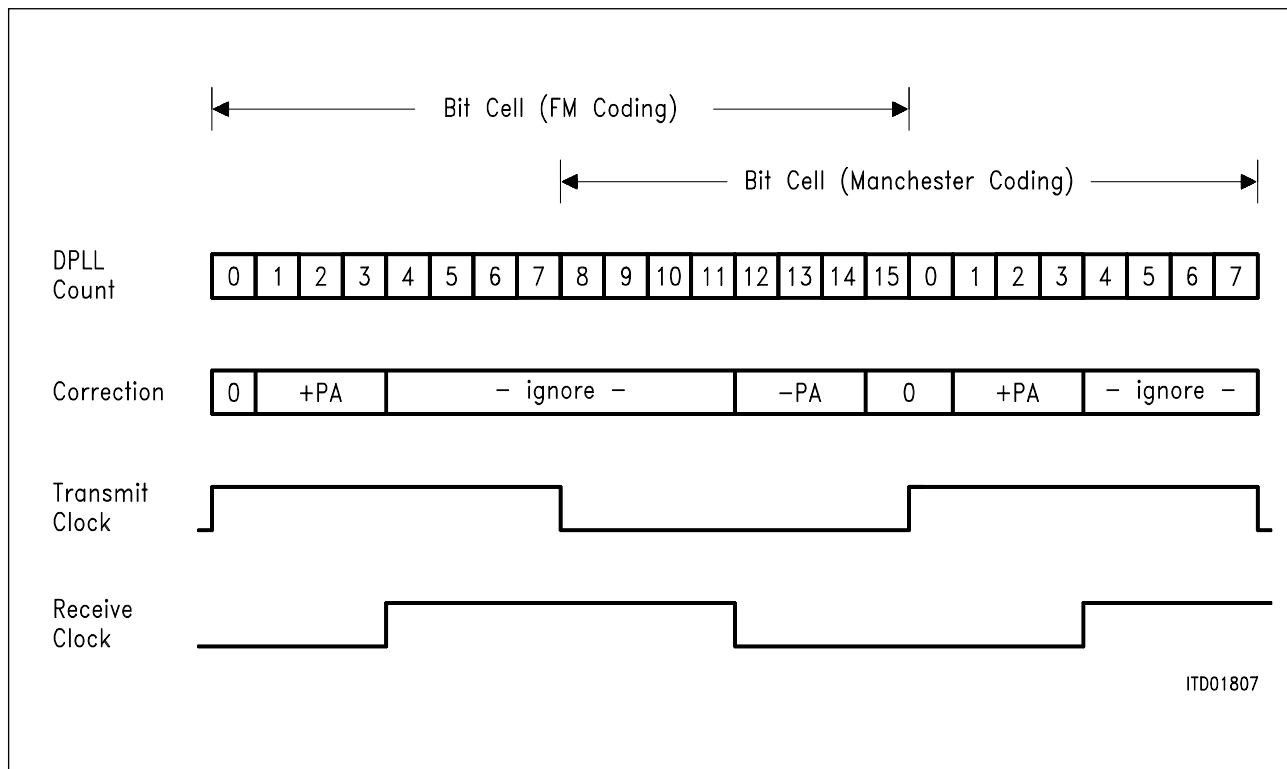 Bit Cell (FM Coding)
Bit Cell (Manchester Coding)
DPLL
Count
0 1 2 3 4 5 6 7 8 9 10 11 12 13 14 15 0 1 2 3 4 5 6 7
Correction
0 +PA - ignore - -PA 0 +PA - ignore -
Transmit
Clock
Receive
Clock
ITD01807